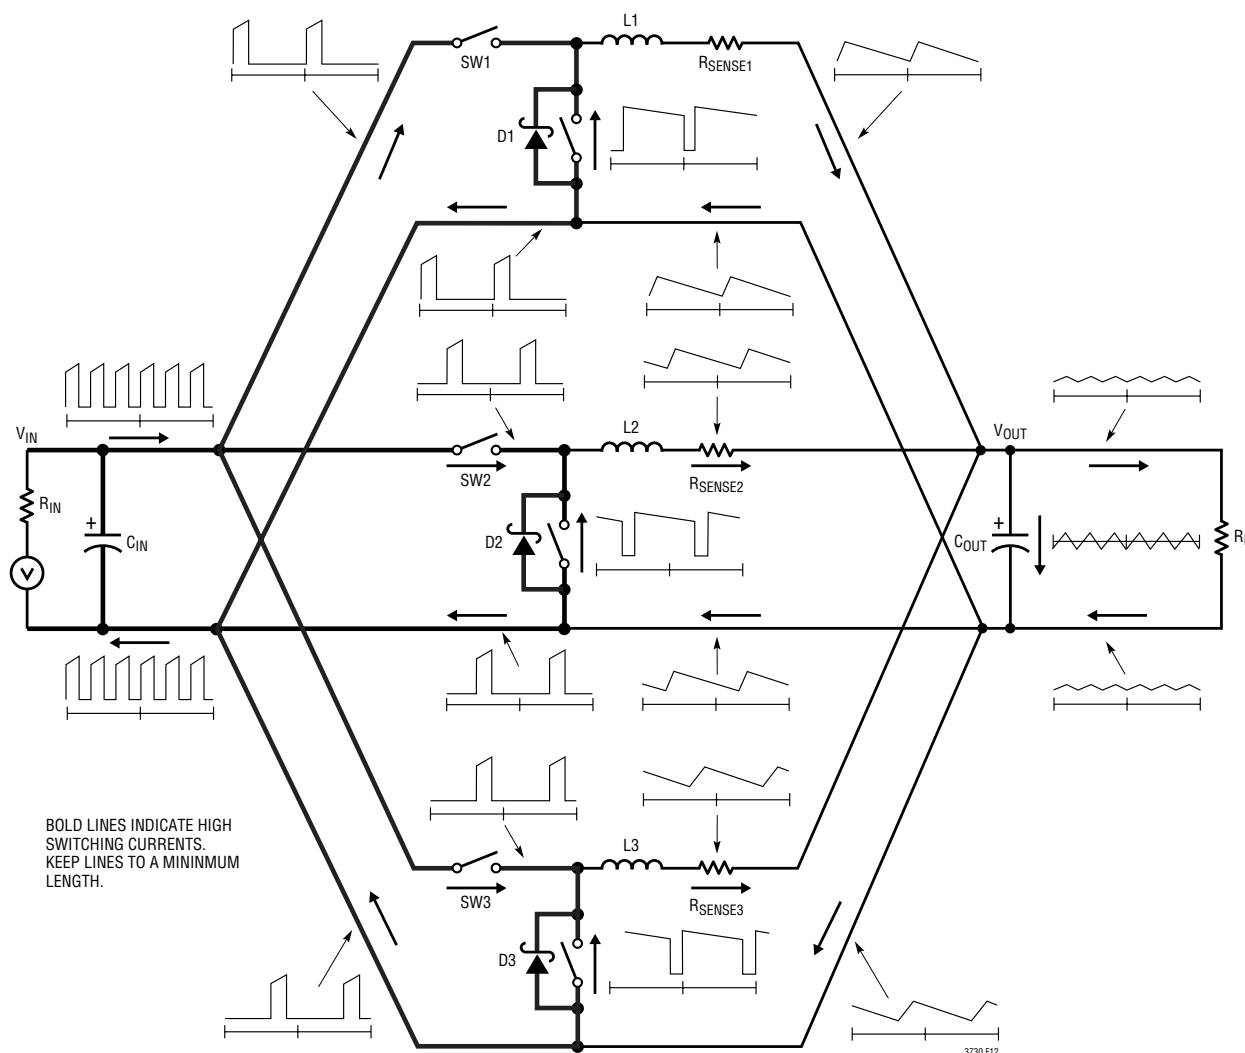 L1
SW1
RSENSE1
D1
VIN
L2
VOUT
SW2
RSENSE2
RIN
+
CIN
D2
+
COUT
V
BOLD LINES INDICATE HIGH
SWITCHING CURRENTS.
KEEP LINES TO A MININMUM
LENGTH.
L3
SW3
RSENSE3
D3
3730 F12